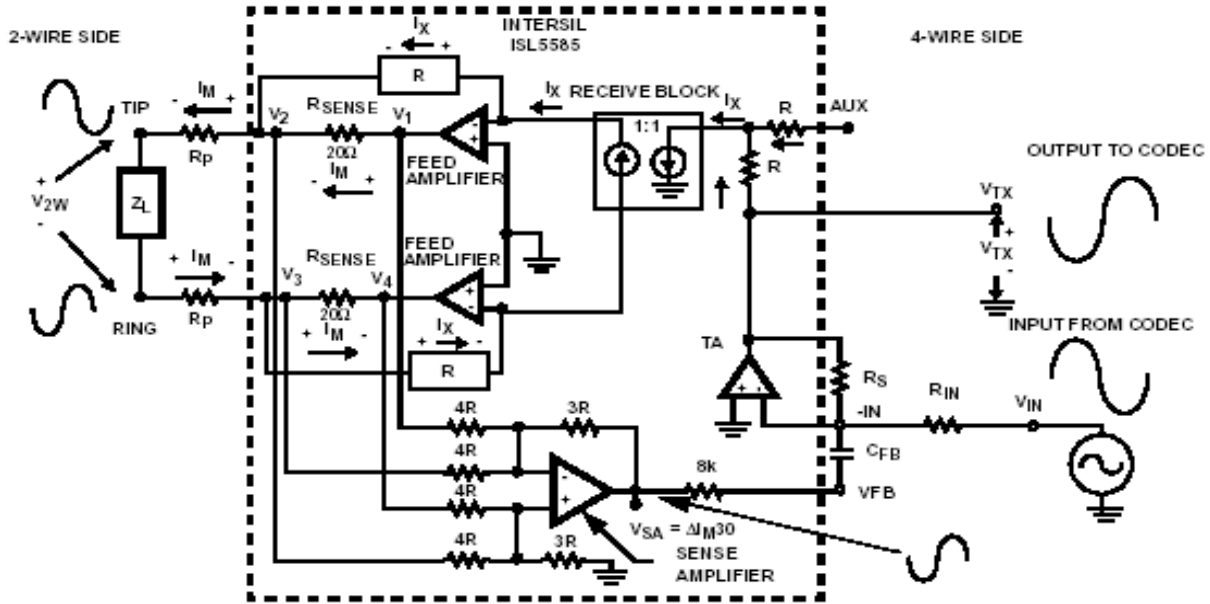 INTERSIL
ISL5585
2-WIRE SIDE
4-WIRE SIDE
IX
- +
R
IM
- +
TIP
RP
V2
RSENSE
20Ω
V1
IX
RECEIVE BLOCK
1:1
IX
R
AUX
R
IM
- +
FEED
AMPLIFIER
-
+
OUTPUT TO CODEC
+
V2W
-
ZL
VTX
+
VTX
-
FEED
AMPLIFIER
+
-
IM
+ -
RSENSE
20Ω
V3
V4
RING
RP
IM
+ -
IX
+ -
R
INPUT FROM CODEC
TA
+ -
RS
-IN
RIN
VIN
CFB
VFB
4R
3R
4R
4R
4R
3R
-
+
8k
VSA = ΔIM30
SENSE
AMPLIFIER